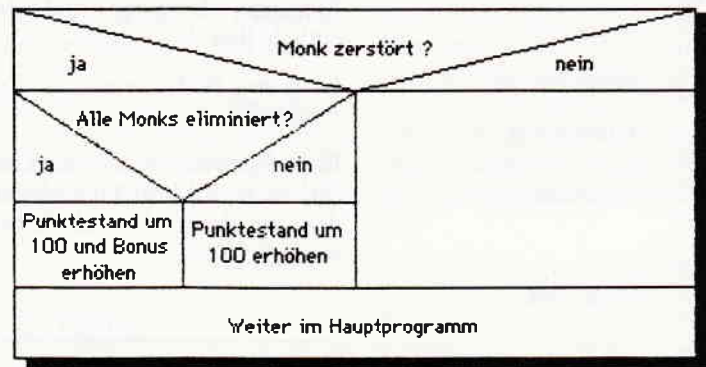 Monk zerstört ?
ja
nein
Alle Monks eliminiert?
ja
nein
Punktestand um
100 und Bonus
erhöhen
Punktestand um
100 erhöhen
Weiter im Hauptprogramm